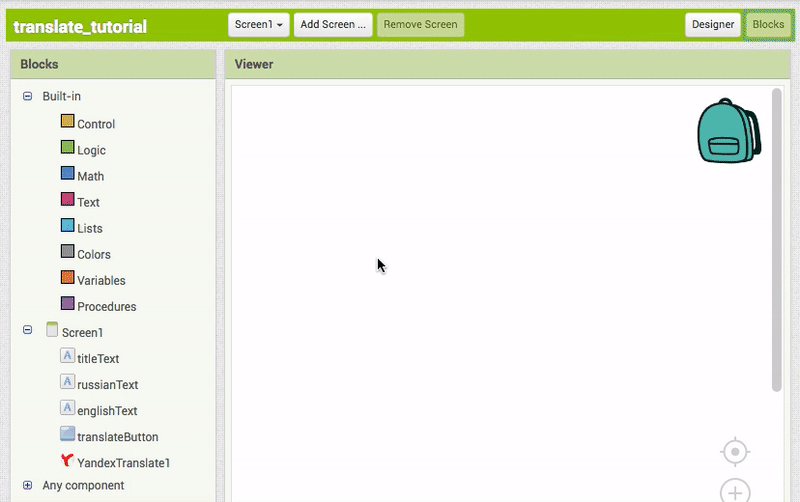 translate_tutorial
Screen1
Add Screen ...
Remove Screen
Designer
Blocks
Blocks
Viewer
Built-in
Control
Logic
Math
Text
Lists
Colors
Variables
Procedures
Screen1
A titleText
A russianText
A englishText
translateButton
YandexTranslate1
Any component